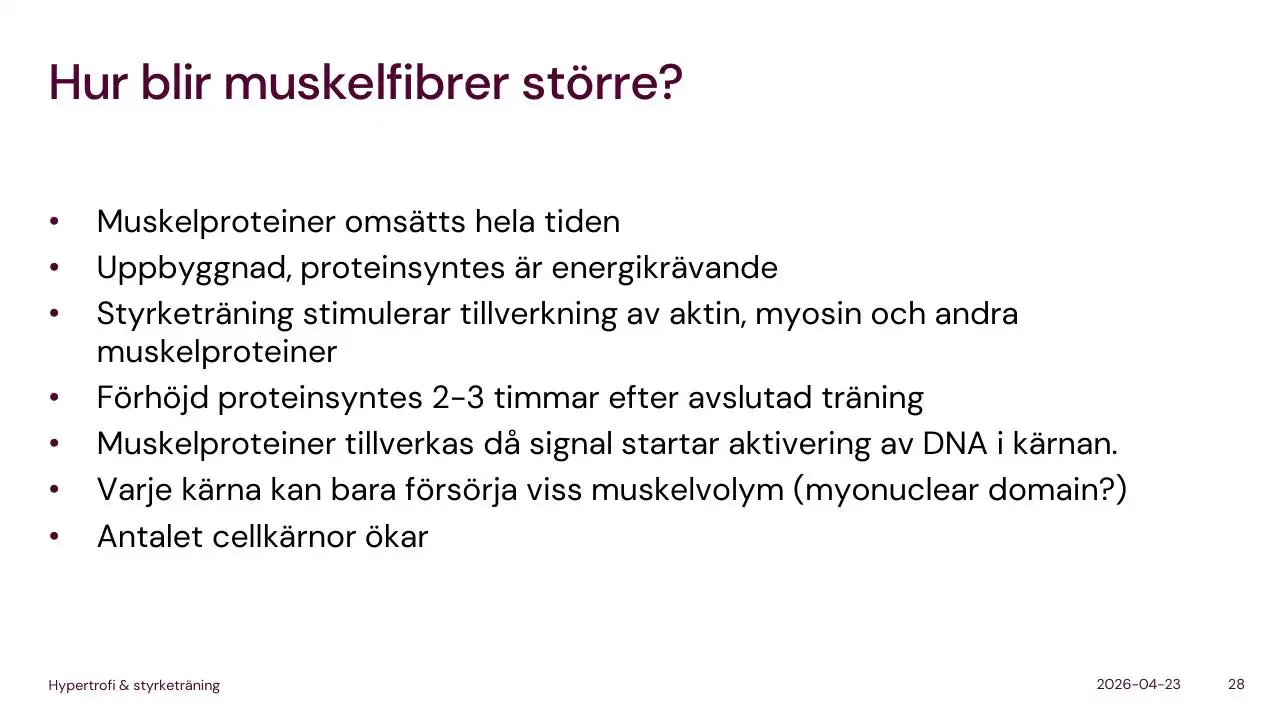 Hur blir muskelfibrer större?
• Muskelproteiner omsätts hela tiden
• Uppbyggnad, proteinsyntes är energikrävande
• Styrketräning stimulerar tillverkning av aktin, myosin och andra
muskelproteiner
• Förhöjd proteinsyntes 2-3 timmar efter avslutad träning
• Muskelproteiner tillverkas då signal startar aktivering av DNA i kärnan.
• Varje kärna kan bara försörja viss muskelvolym (myonuclear domain?)
• Antalet cellkärnor ökar
Hypertrofi & styrketräning 2026-04-23 28